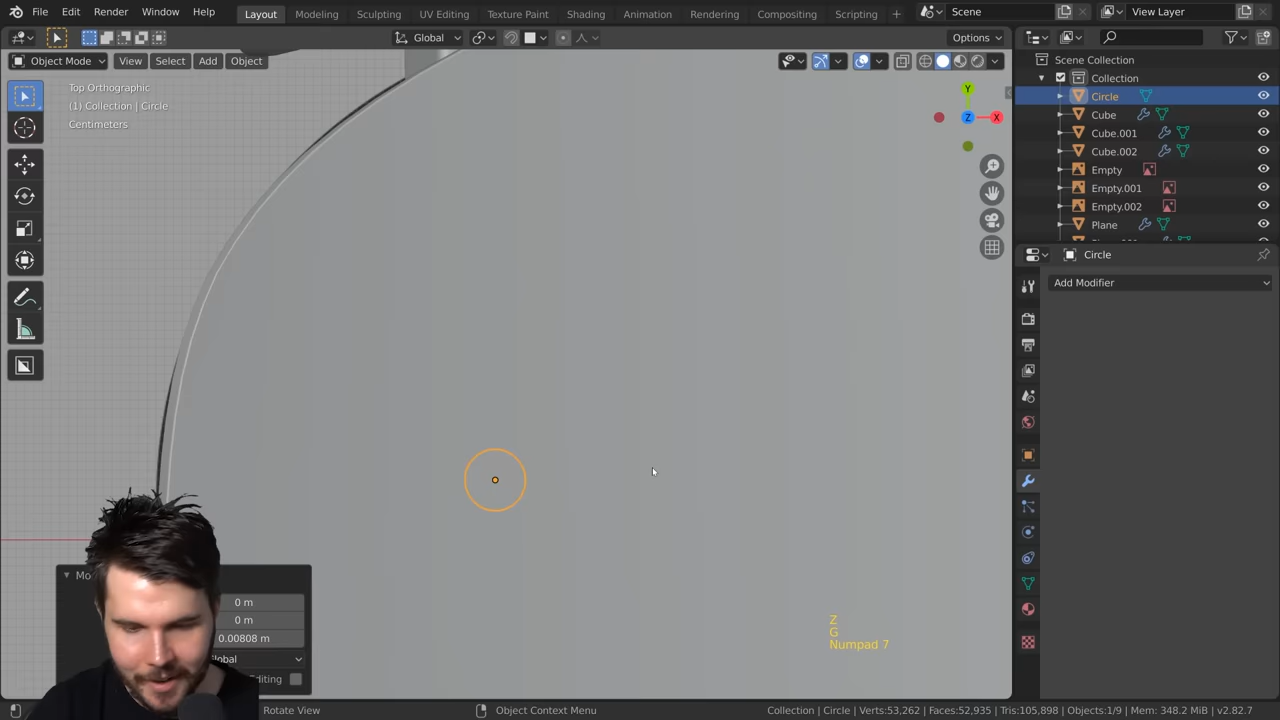 File Edit Render Window Help Layout Modeling Sculpting UV Editing Texture Paint Shading Animation Rendering Compositing Scripting + Scene View Layer
Global Options
Object Mode View Select Add Object
Top Orthographic
(1) Collection | Circle
Centimeters
Y
Z X
Scene Collection
Collection
Circle
Cube
Cube.001
Cube.002
Empty
Empty.001
Empty.002
Plane
Circle
Add Modifier
0 m
0 m
0.00808 m
Z
G
Numpad 7
Rotate View Object Context Menu Collection | Circle | Verts:53,262 | Faces:52,935 | Tris:105,898 | Objects:1/9 | Mem: 348.2 MiB | v2.82.7